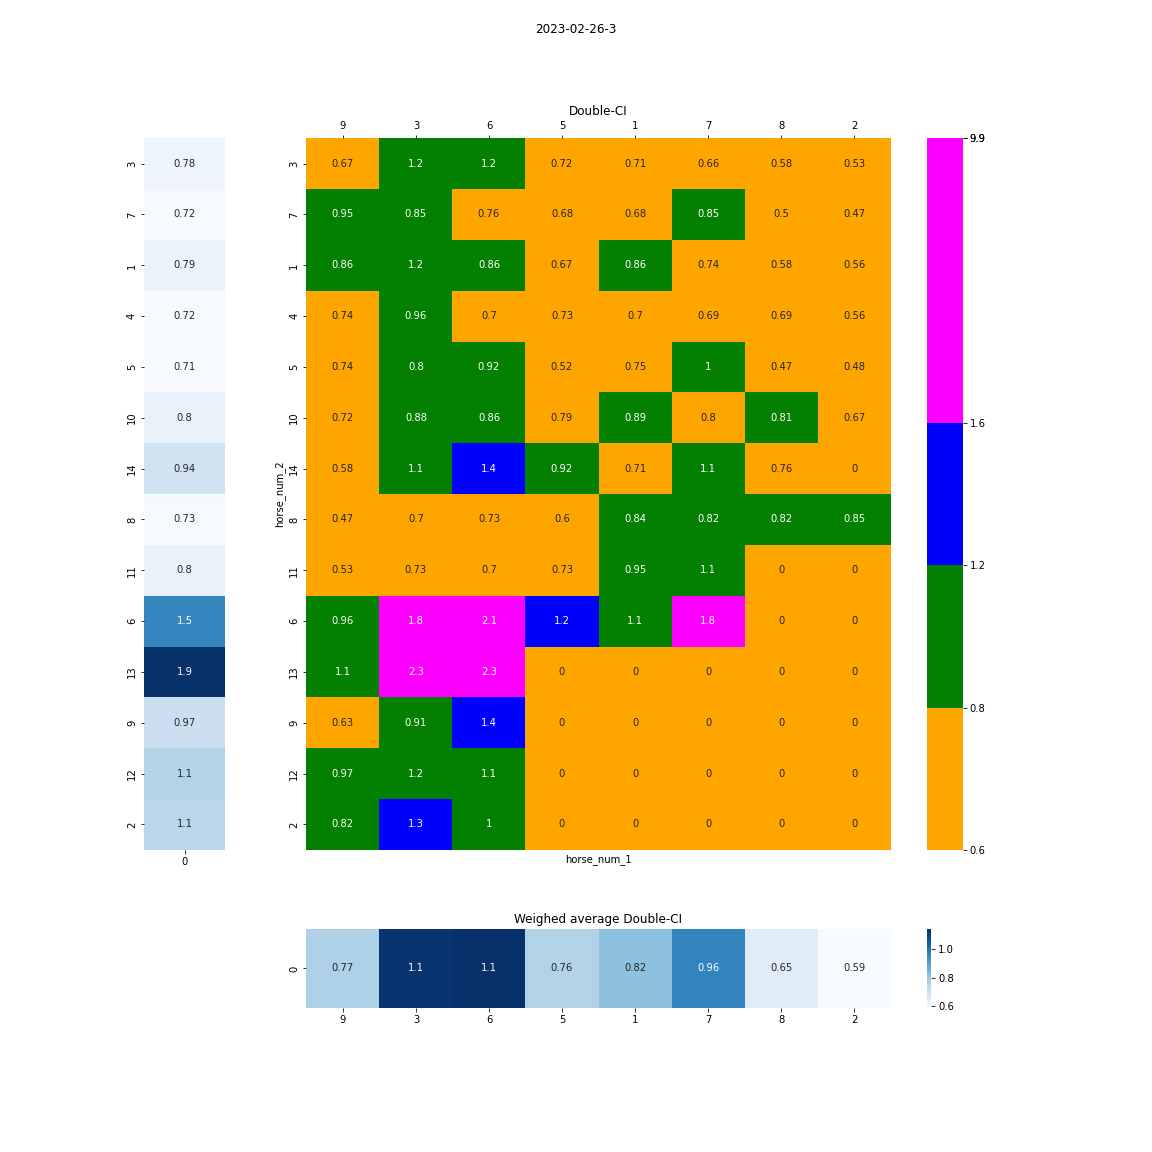 2023-02-26-3
Double-CI
9 3 6 5 1 7 8 2
3 0.78 3 0.67 1.2 1.2 0.72 0.71 0.66 0.58 0.53 9.9
7 0.72 7 0.95 0.85 0.76 0.68 0.68 0.85 0.5 0.47
1 0.79 1 0.86 1.2 0.86 0.67 0.86 0.74 0.58 0.56
4 0.72 4 0.74 0.96 0.7 0.73 0.7 0.69 0.69 0.56
5 0.71 5 0.74 0.8 0.92 0.52 0.75 1 0.47 0.48
10 0.8 10 0.72 0.88 0.86 0.79 0.89 0.8 0.81 0.67 1.6
14 0.94 14 0.58 1.1 1.4 0.92 0.71 1.1 0.76 0
horse_num_2
8 0.73 8 0.47 0.7 0.73 0.6 0.84 0.82 0.82 0.85
11 0.8 11 0.53 0.73 0.7 0.73 0.95 1.1 0 0 1.2
6 1.5 6 0.96 1.8 2.1 1.2 1.1 1.8 0 0
13 1.9 13 1.1 2.3 2.3 0 0 0 0 0
9 0.97 9 0.63 0.91 1.4 0 0 0 0 0 0.8
12 1.1 12 0.97 1.2 1.1 0 0 0 0 0
2 1.1 2 0.82 1.3 1 0 0 0 0 0 0.6
0 horse_num_1
Weighed average Double-CI
0 0.77 1.1 1.1 0.76 0.82 0.96 0.65 0.59
1.0
0.8
0.6
9 3 6 5 1 7 8 2